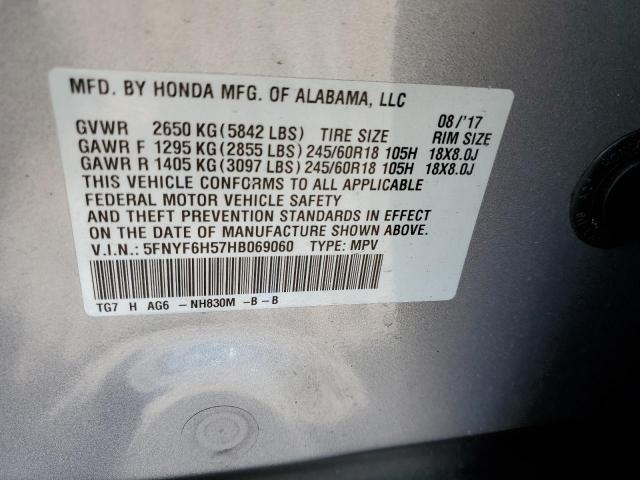 MFD. BY HONDA MFG. OF ALABAMA, LLC
GVWR 2650 KG (5842 LBS) TIRE SIZE 08/'17 RIM SIZE
GAWR F 1295 KG (2855 LBS) 245/60R18 105H 18X8.0J
GAWR R 1405 KG (3097 LBS) 245/60R18 105H 18X8.0J
THIS VEHICLE CONFORMS TO ALL APPLICABLE
FEDERAL MOTOR VEHICLE SAFETY
AND THEFT PREVENTION STANDARDS IN EFFECT
ON THE DATE OF MANUFACTURE SHOWN ABOVE.
V.I.N.: 5FNYF6H57HB069060 TYPE: MPV
TG7 H AG6 -NH830M -B-B